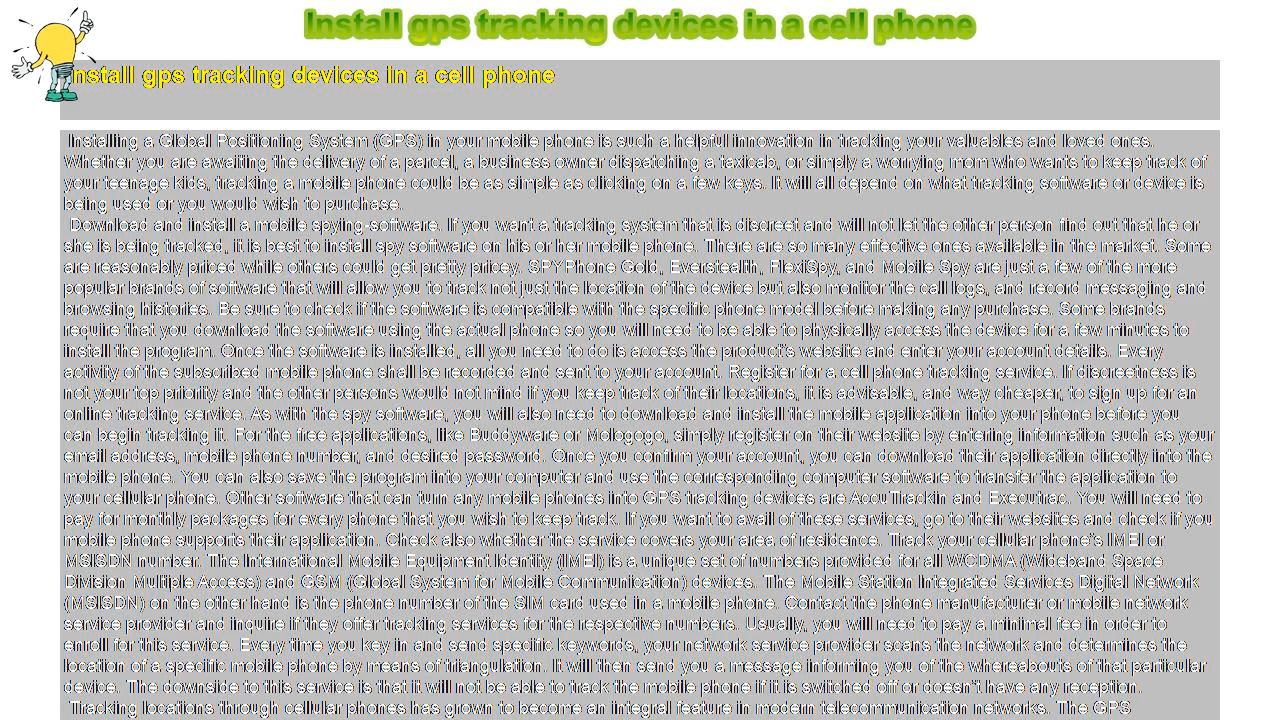 Install gps tracking devices in a cell phone
Install gps tracking devices in a cell phone
Installing a Global Positioning System (GPS) in your mobile phone is such a helpful innovation in tracking your valuables and loved ones.
Whether you are awaiting the delivery of a parcel, a business owner dispatching a taxicab, or simply a worrying mom who wants to keep track of
your teenage kids, tracking a mobile phone could be as simple as clicking on a few keys. It will all depend on what tracking software or device is
being used or you would wish to purchase.
Download and install a mobile spying-software. If you want a tracking system that is discreet and will not let the other person find out that he or
she is being tracked, it is best to install spy software on his or her mobile phone. There are so many effective ones available in the market. Some
are reasonably priced while others could get pretty pricey. SPYPhone Gold, Everstealth, FlexiSpy, and Mobile Spy are just a few of the more
popular brands of software that will allow you to track not just the location of the device but also monitor the call logs, and record messaging and
browsing histories. Be sure to check if the software is compatible with the specific phone model before making any purchase. Some brands
require that you download the software using the actual phone so you will need to be able to physically access the device for a few minutes to
install the program. Once the software is installed, all you need to do is access the product's website and enter your account details. Every
activity of the subscribed mobile phone shall be recorded and sent to your account. Register for a cell phone tracking service. If discreetness is
not your top priority and the other persons would not mind if you keep track of their locations, it is advisable, and way cheaper, to sign up for an
online tracking service. As with the spy software, you will also need to download and install the mobile application into your phone before you
can begin tracking it. For the free applications, like Buddyware or Mologogo, simply register on their website by entering information such as your
email address, mobile phone number, and desired password. Once you confirm your account, you can download their application directly into the
mobile phone. You can also save the program into your computer and use the corresponding computer software to transfer the application to
your cellular phone. Other software that can turn any mobile phones into GPS tracking devices are AccuTrackin and Executrac. You will need to
pay for monthly packages for every phone that you wish to keep track. If you want to avail of these services, go to their websites and check if you
mobile phone supports their application. Check also whether the service covers your area of residence. Track your cellular phone's IMEI or
MSISDN number. The International Mobile Equipment Identity (IMEI) is a unique set of numbers provided for all WCDMA (Wideband Space
Division Multiple Access) and GSM (Global System for Mobile Communication) devices. The Mobile Station Integrated Services Digital Network
(MSISDN) on the other hand is the phone number of the SIM card used in a mobile phone. Contact the phone manufacturer or mobile network
service provider and inquire if they offer tracking services for the respective numbers. Usually, you will need to pay a minimal fee in order to
enroll for this service. Every time you key in and send specific keywords, your network service provider scans the network and determines the
location of a specific mobile phone by means of triangulation. It will then send you a message informing you of the whereabouts of that particular
device. The downside to this service is that it will not be able to track the mobile phone if it is switched off or doesn't have any reception.
Tracking locations through cellular phones has grown to become an integral feature in modern telecommunication networks. The GPS